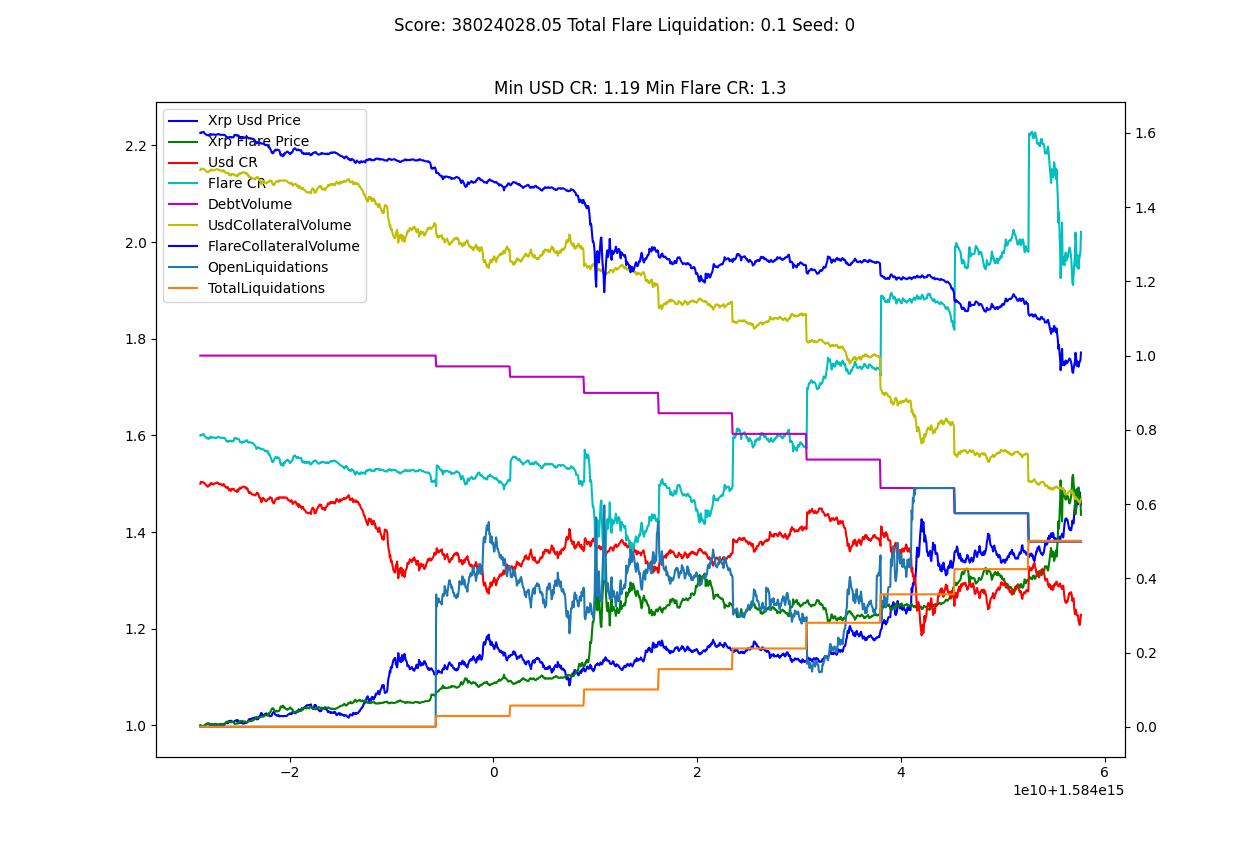 Score: 38024028.05 Total Flare Liquidation: 0.1 Seed: 0
Min USD CR: 1.19 Min Flare CR: 1.3
Xrp Usd Price
Xrp Flare Price
Usd CR
Flare CR
DebtVolume
UsdCollateralVolume
FlareCollateralVolume
OpenLiquidations
TotalLiquidations
2.2
2.0
1.8
1.6
1.4
1.2
1.0
1.6
1.4
1.2
1.0
0.8
0.6
0.4
0.2
0.0
−2 0 2 4 6
1e10+1.584e15